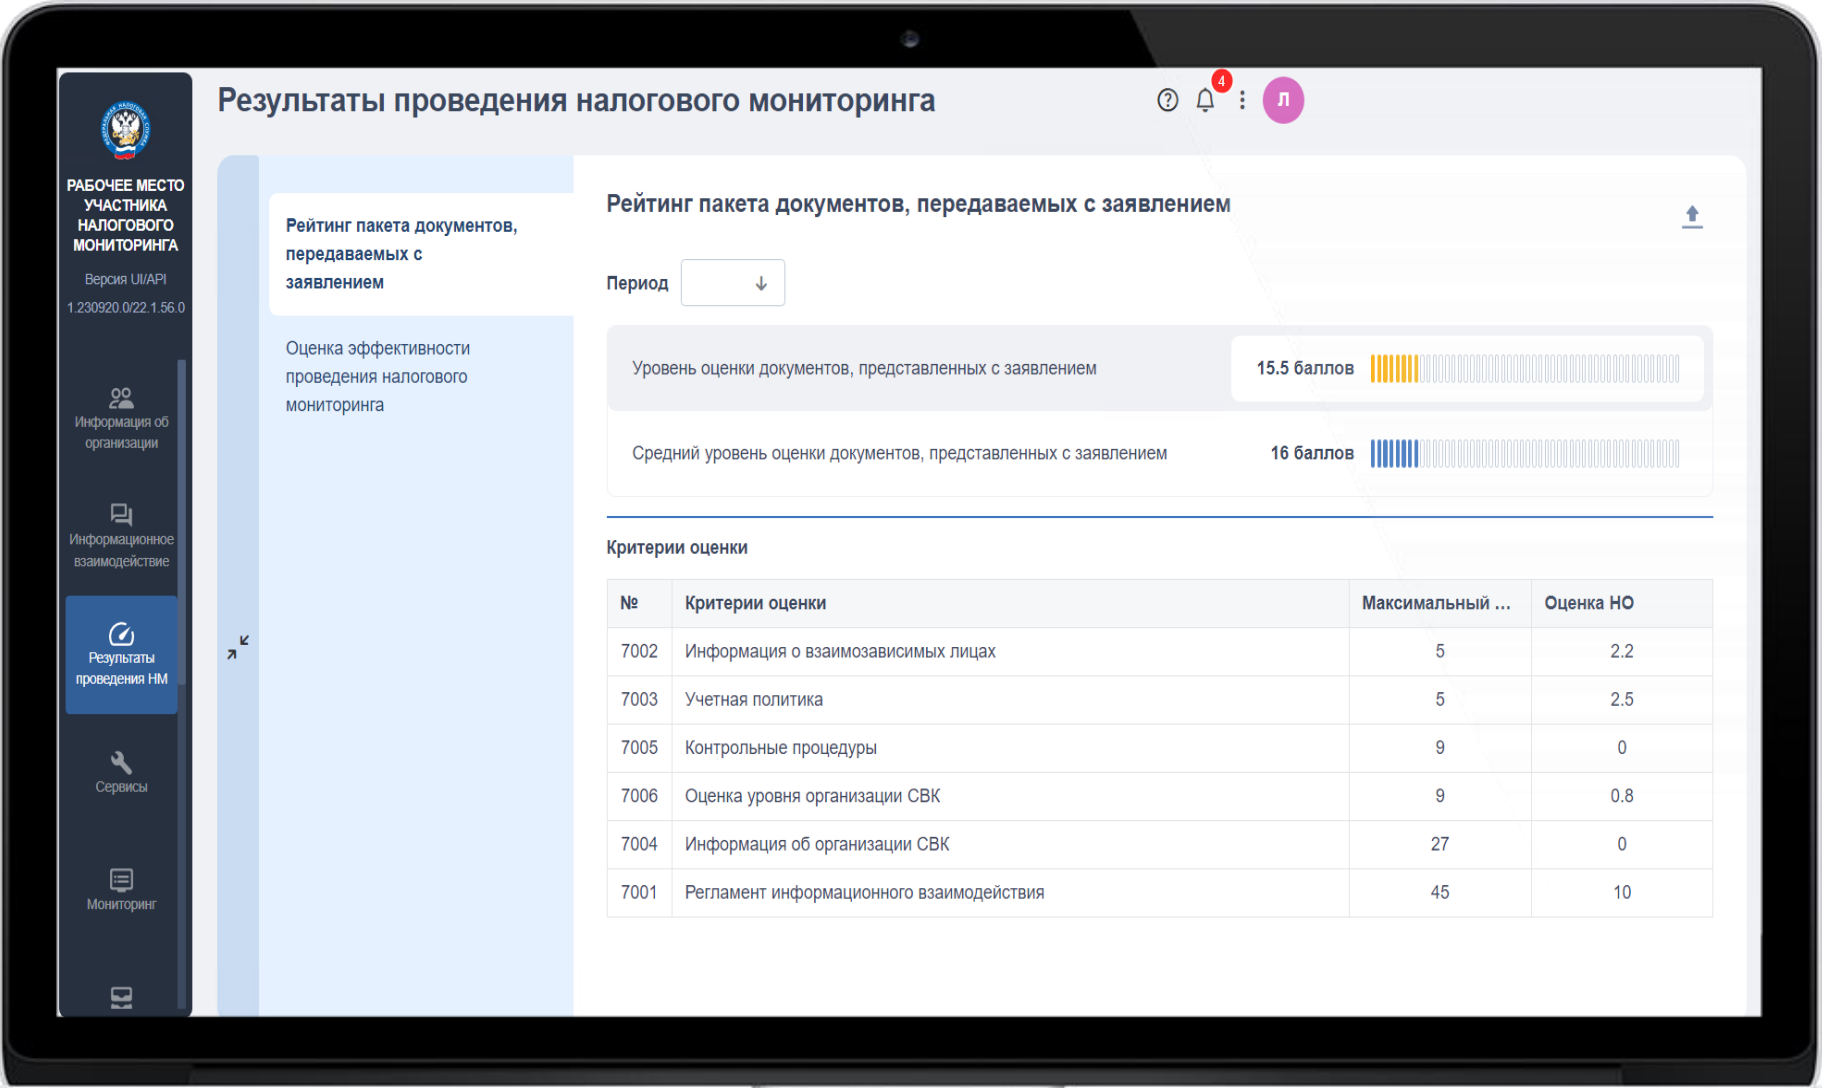 Результаты проведения налогового мониторинга
4
Л
РАБОЧЕЕ МЕСТО
УЧАСТНИКА
НАЛОГОВОГО
МОНИТОРИНГА
Версия UI/API
1.230920.0/22.1.56.0
Информация об
организации
Информационное
взаимодействие
Результаты
проведения НМ
Сервисы
Мониторинг
Рейтинг пакета документов,
передаваемых с
заявлением
Оценка эффективности
проведения налогового
мониторинга
Рейтинг пакета документов, передаваемых с заявлением
Период
Уровень оценки документов, представленных с заявлением 15.5 баллов
Средний уровень оценки документов, представленных с заявлением 16 баллов
Критерии оценки
№ Критерии оценки Максимальный ... Оценка НО
7002 Информация о взаимозависимых лицах 5 2.2
7003 Учетная политика 5 2.5
7005 Контрольные процедуры 9 0
7006 Оценка уровня организации СВК 9 0.8
7004 Информация об организации СВК 27 0
7001 Регламент информационного взаимодействия 45 10